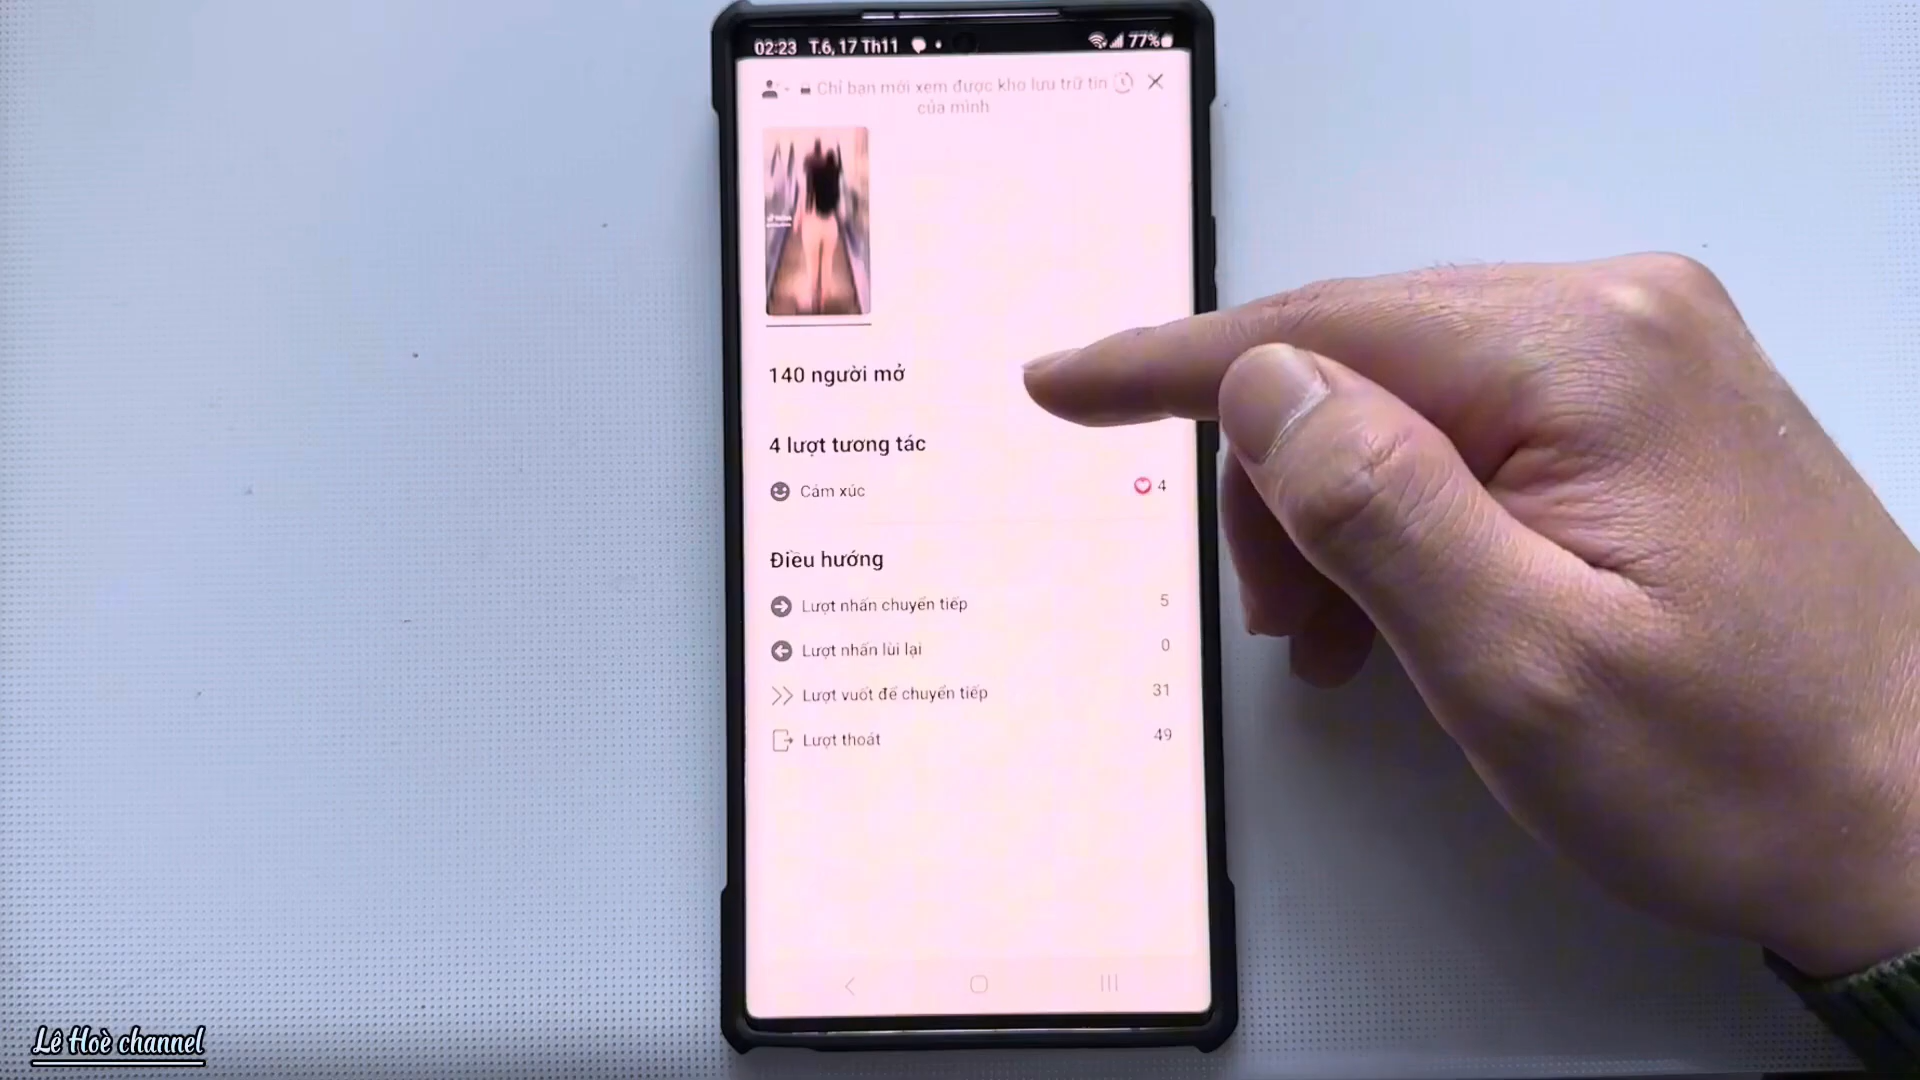 02:23 T.6, 17 Th11 77%
Chỉ bạn mới xem được kho lưu trữ tin
của mình
140 người mở
4 lượt tương tác
Cảm xúc 4
Điều hướng
Lượt nhấn chuyển tiếp 5
Lượt nhấn lùi lại 0
Lượt vuốt để chuyển tiếp 31
Lượt thoát 49
Lê Hoè channel